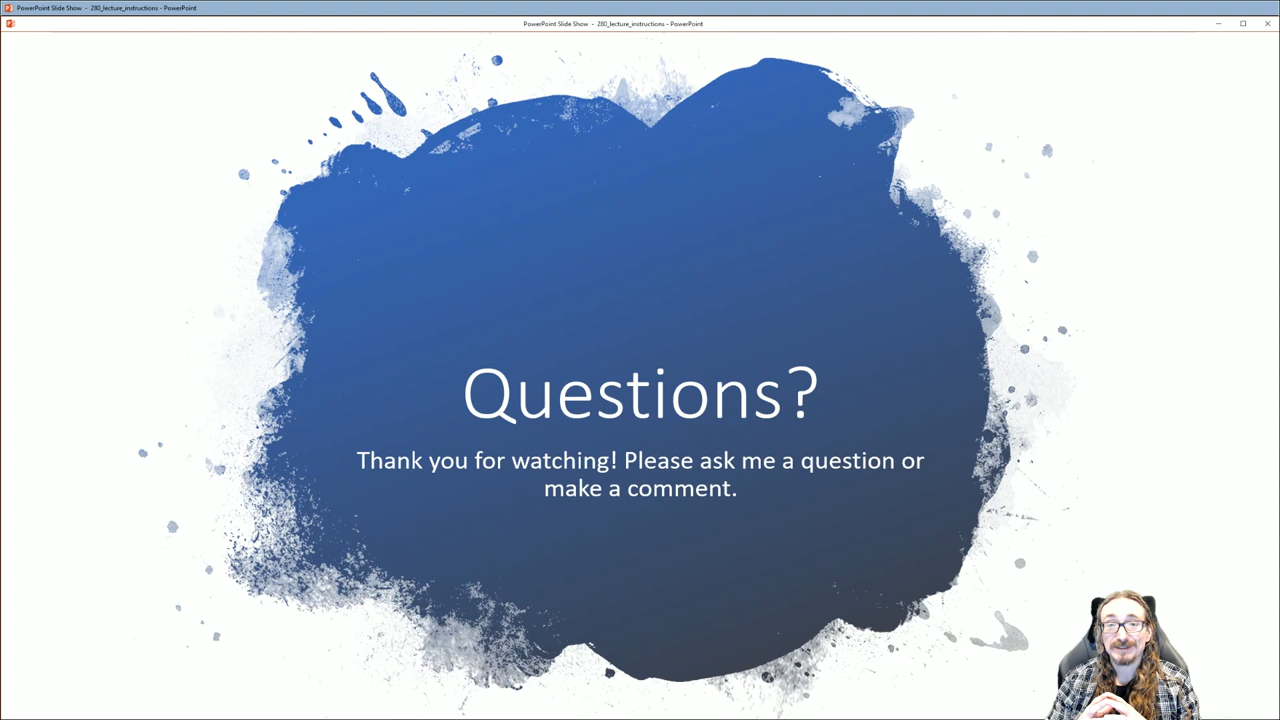 PowerPoint Slide Show - 280_lecture_instructions - PowerPoint
PowerPoint Slide Show - 280_lecture_instructions - PowerPoint
Questions?
Thank you for watching! Please ask me a question or
make a comment.